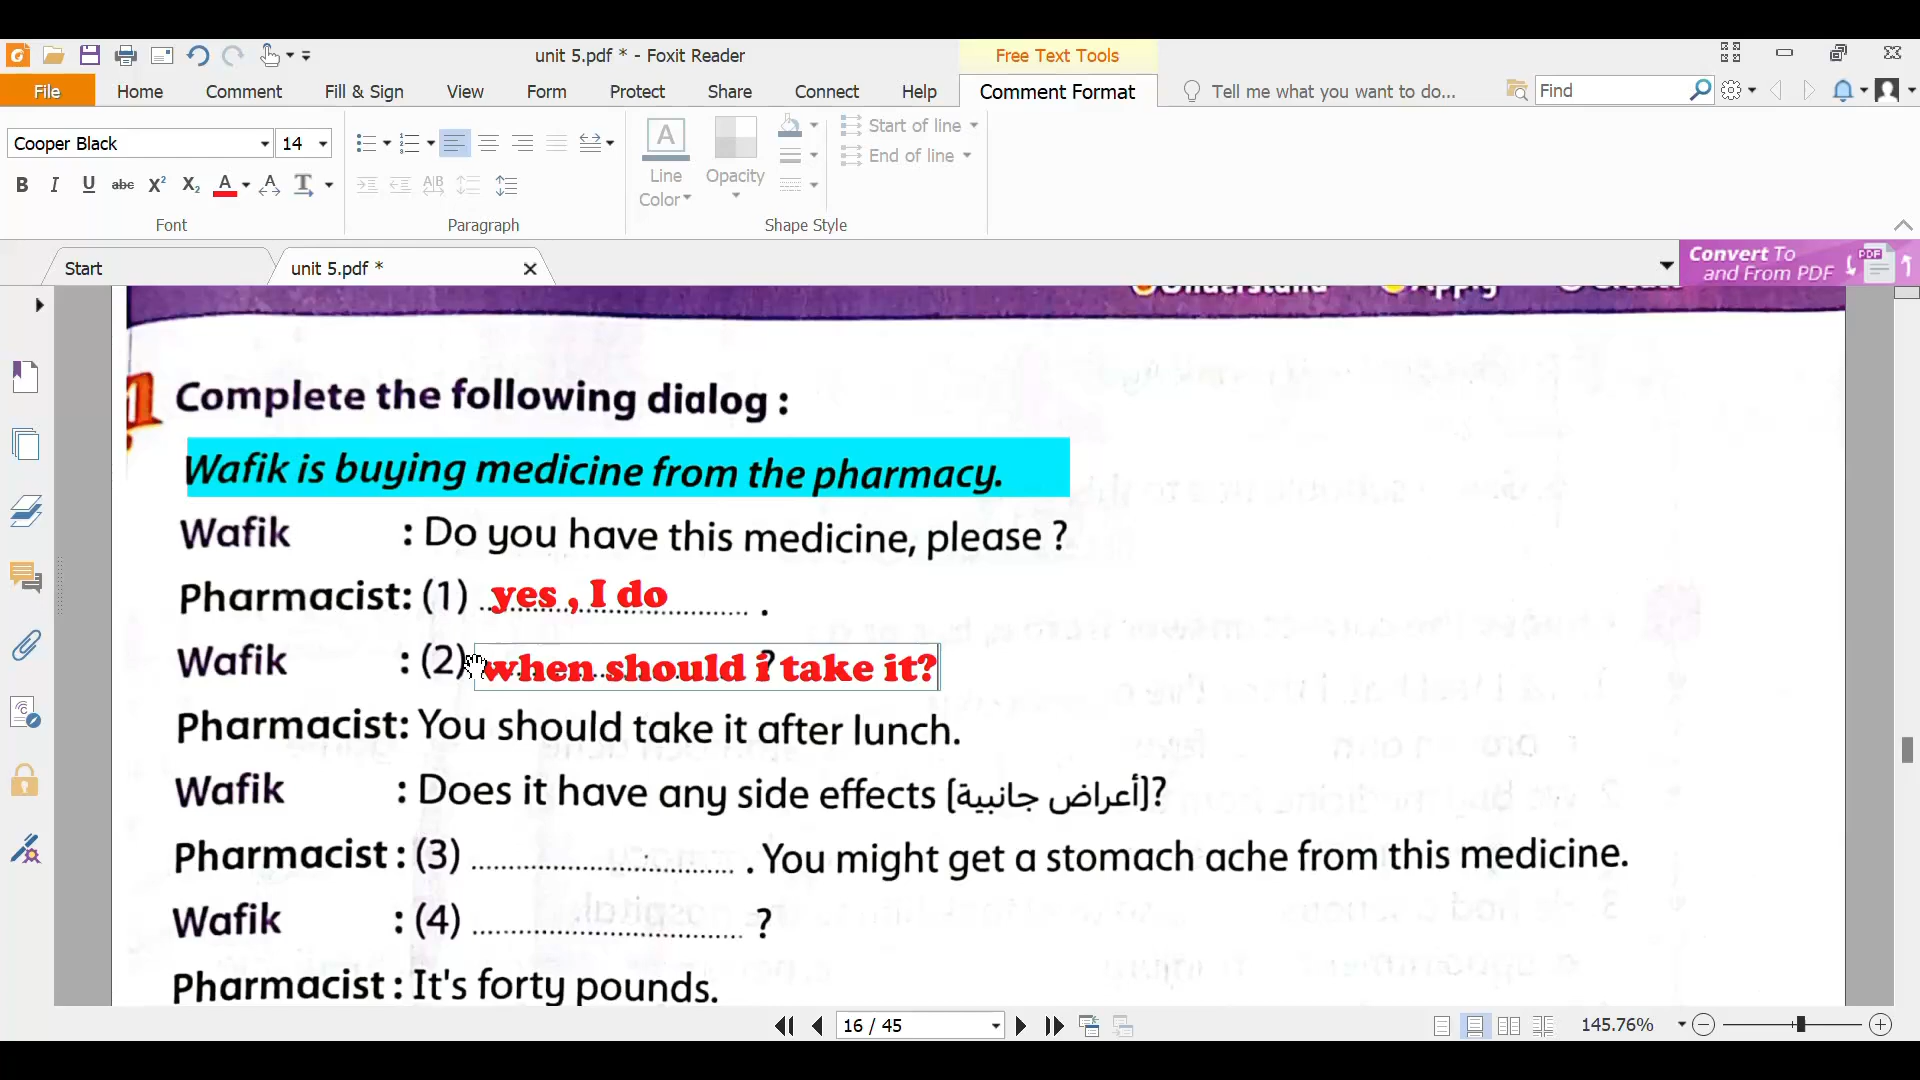 unit 5.pdf * - Foxit Reader
Free Text Tools
File Home Comment Fill & Sign View Form Protect Share Connect Help Comment Format Tell me what you want to do... Find
Cooper Black 14
Start of line
End of line
Line Color
Opacity
Font Paragraph Shape Style
Start unit 5.pdf *
Convert To and From PDF
Understand Apply
1 Complete the following dialog :
Wafik is buying medicine from the pharmacy.
Wafik : Do you have this medicine, please ?
Pharmacist: (1) yes , I do .
Wafik : (2) when should i take it? ?
Pharmacist: You should take it after lunch.
Wafik : Does it have any side effects (أعراض جانبية)?
Pharmacist : (3) .............................. . You might get a stomach ache from this medicine.
Wafik : (4) .............................. ?
Pharmacist : It's forty pounds.
16 / 45
145.76%